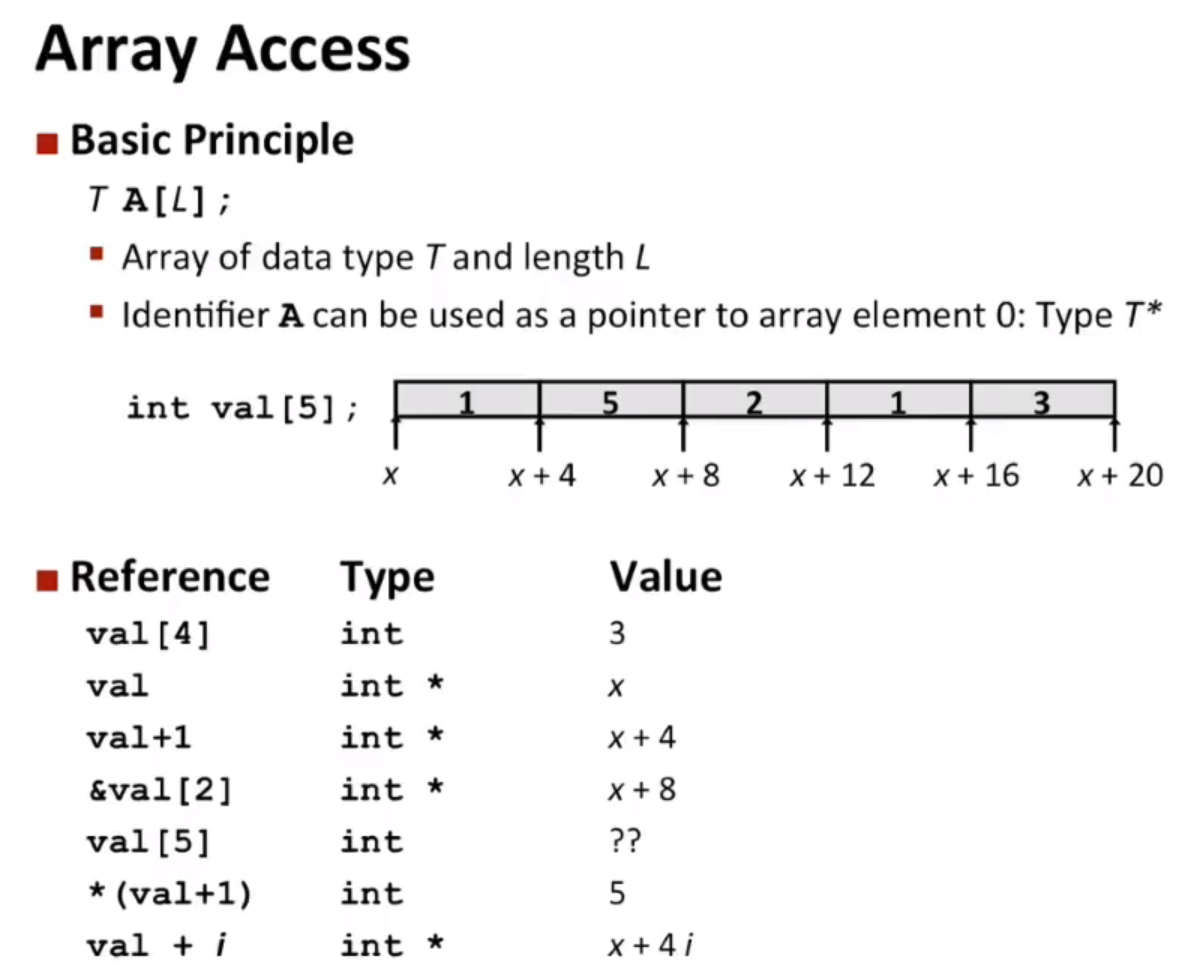 Array Access
Basic Principle
T A[L];
Array of data type T and length L
Identifier A can be used as a pointer to array element 0: Type T*
int val[5]; 1 5 2 1 3
x x + 4 x + 8 x + 12 x + 16 x + 20
Reference Type Value
val[4] int 3
val int * x
val+1 int * x + 4
&val[2] int * x + 8
val[5] int ??
*(val+1) int 5
val + i int * x + 4 i